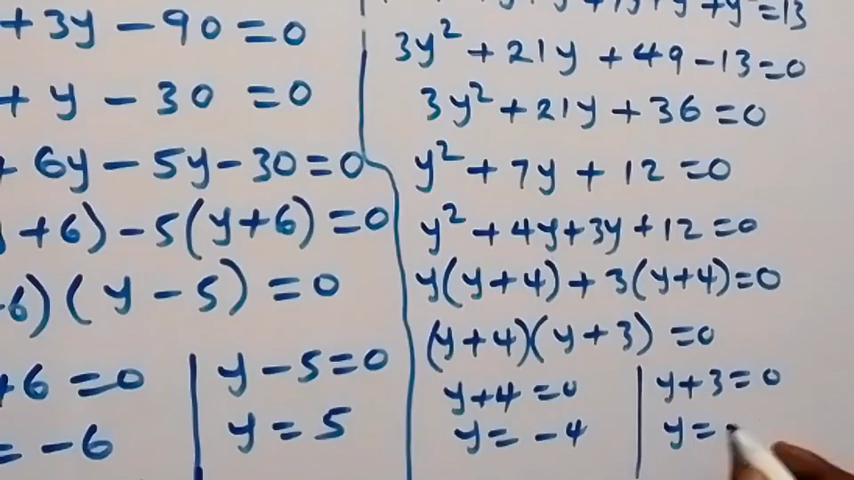 + 3y - 90 = 0
+ y - 30 = 0
+ 6y - 5y - 30 = 0
y + 6) - 5(y + 6) = 0
6)(y - 5) = 0
+ 6 = 0
= -6
y - 5 = 0
y = 5
+ y = 13
3y² + 21y + 49 - 13 = 0
3y² + 21y + 36 = 0
y² + 7y + 12 = 0
y² + 4y + 3y + 12 = 0
y(y + 4) + 3(y + 4) = 0
(y + 4)(y + 3) = 0
y + 4 = 0
y = -4
y + 3 = 0
y =